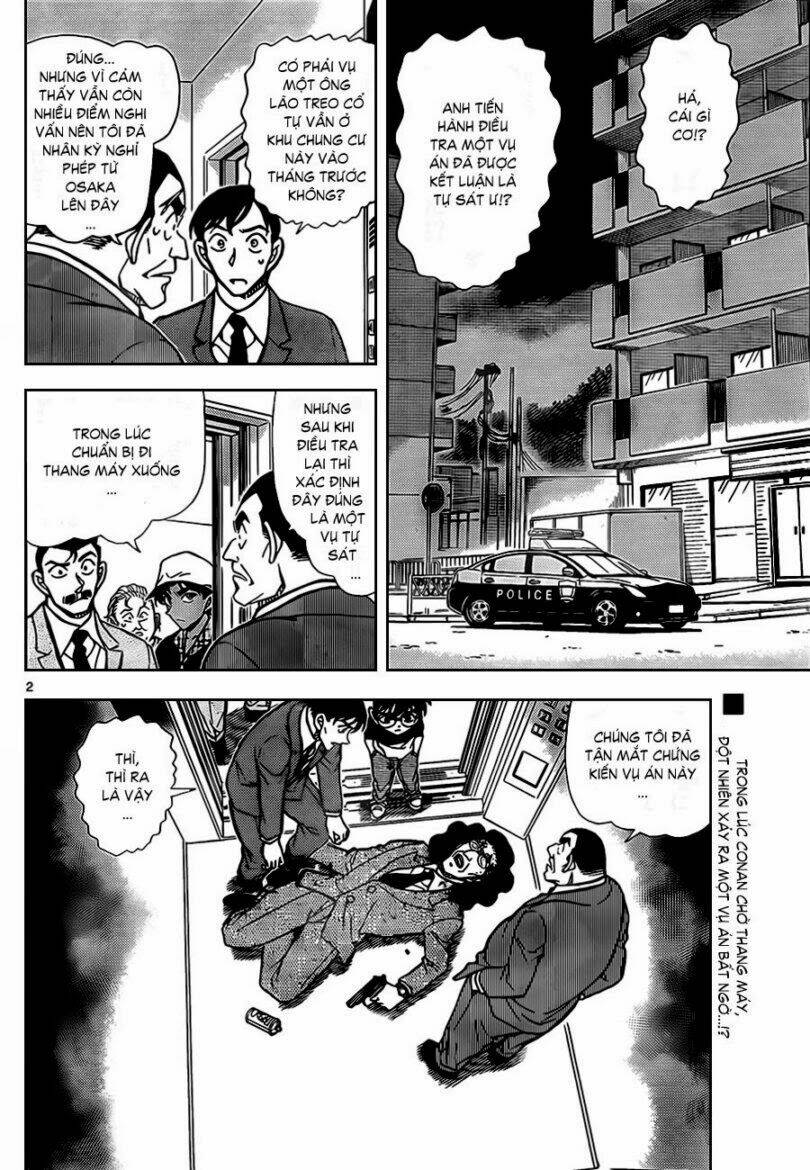 HẢ,
CÁI GÌ
CƠ!?
ANH TIẾN
HÀNH ĐIỀU
TRA MỘT VỤ
ÁN ĐÃ ĐƯỢC
KẾT LUẬN LÀ
TỰ SÁT Ư!?
POLICE
CÓ PHẢI VỤ
MỘT ÔNG
LÃO TREO CỔ
TỰ VẪN Ở
KHU CHUNG CƯ
NÀY VÀO
THÁNG TRƯỚC
KHÔNG?
ĐÚNG...
NHƯNG VÌ CẢM
THẤY VẪN CÒN
NHIỀU ĐIỂM NGHI
VẤN NÊN TÔI ĐÃ
NHÂN KỲ NGHỈ
PHÉP TỪ
OSAKA
LÊN ĐÂY
...
NHƯNG
SAU KHI
ĐIỀU TRA
LẠI THÌ
XÁC ĐỊNH
ĐÂY ĐÚNG
LÀ MỘT
VỤ TỰ
SÁT
...
TRONG LÚC
CHUẨN BỊ ĐI
THANG MÁY XUỐNG
...
2
TRONG LÚC CONAN CHỜ THANG MÁY,
ĐỘT NHIÊN XẢY RA MỘT VỤ ÁN BẤT NGỜ...!?
CHÚNG TÔI ĐÃ
TẬN MẮT CHỨNG
KIẾN VỤ ÁN NÀY
...
THÌ,
THÌ RA
LÀ VẬY
...